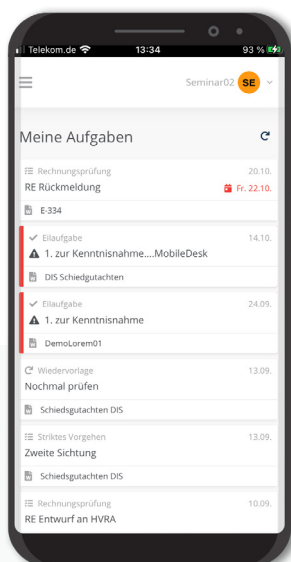 Telekom.de 13:34 93 %
Seminar02 SE
Meine Aufgaben
Rechnungsprüfung 20.10.
RE Rückmeldung Fr. 22.10.
E-334
Eilaufgabe 14.10.
1. zur Kenntnisnahme....MobileDesk
DIS Schiedgutachten
Eilaufgabe 24.09.
1. zur Kenntnisnahme
DemoLorem01
Wiedervorlage 13.09.
Nochmal prüfen
Schiedsgutachten DIS
Striktes Vorgehen 13.09.
Zweite Sichtung
Schiedsgutachten DIS
Rechnungsprüfung 10.09.
RE Entwurf an HVRA